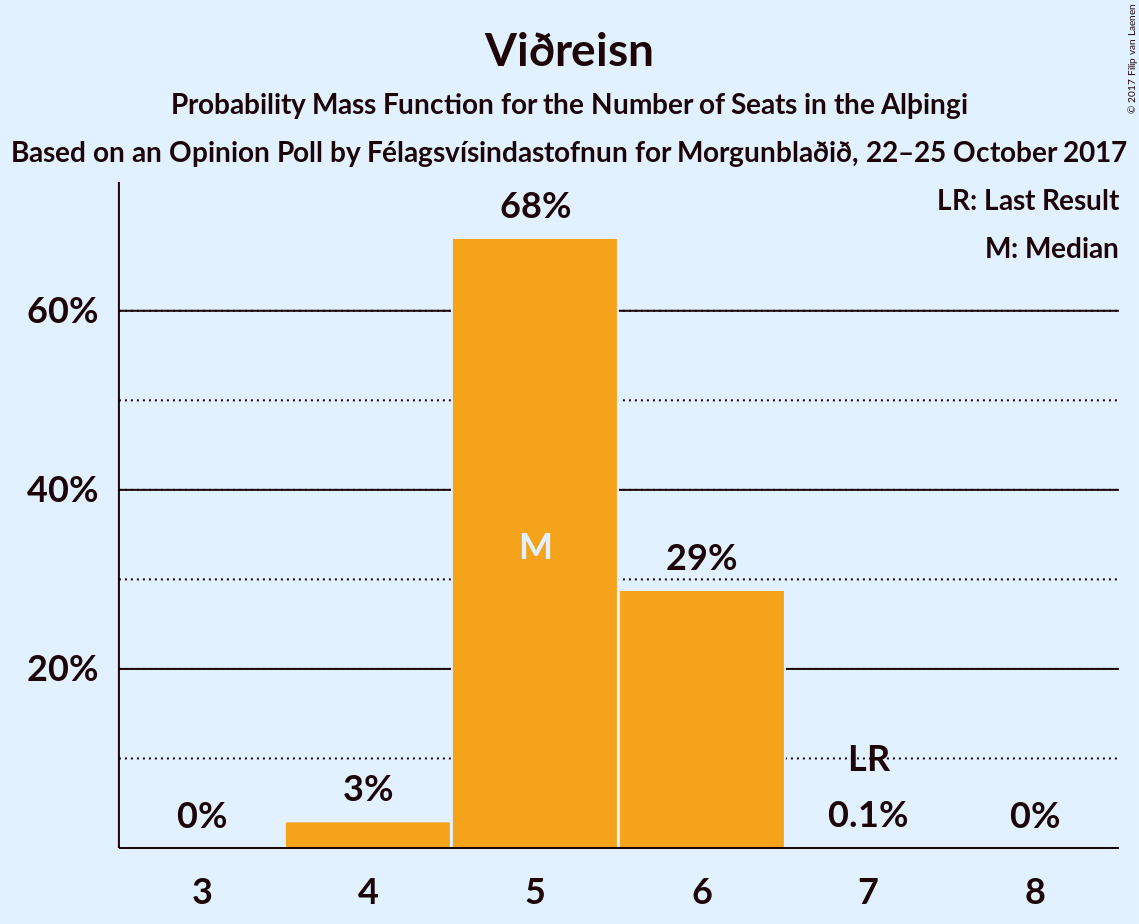 Viðreisn
Probability Mass Function for the Number of Seats in the Alþingi
Based on an Opinion Poll by Félagsvísindastofnun for Morgunblaðið, 22–25 October 2017
© 2017 Filip van Laenen
LR: Last Result
M: Median
68%
60%
40%
M
29%
20%
LR
3%
0%
0.1%
0%
3 4 5 6 7 8